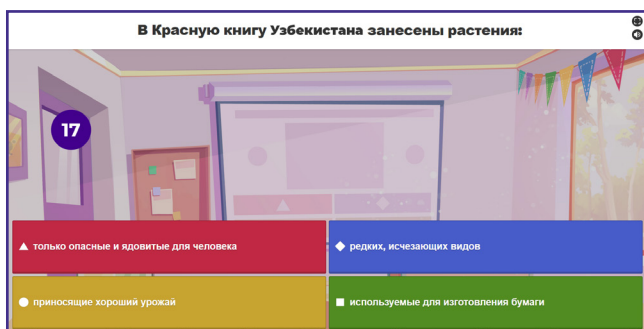 В Красную книгу Узбекистана занесены растения:
17
только опасные и ядовитые для человека
редких, исчезающих видов
приносящие хороший урожай
используемые для изготовления бумаги